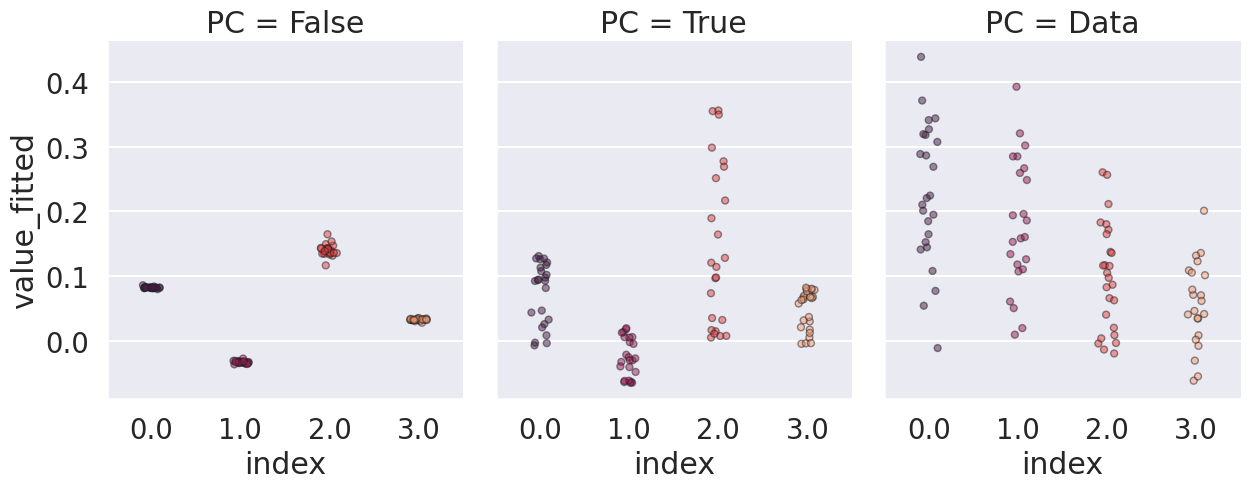 PC = False
PC = True
PC = Data
value_fitted
0.4
0.3
0.2
0.1
0.0
0.0 1.0 2.0 3.0
0.0 1.0 2.0 3.0
0.0 1.0 2.0 3.0
index
index
index